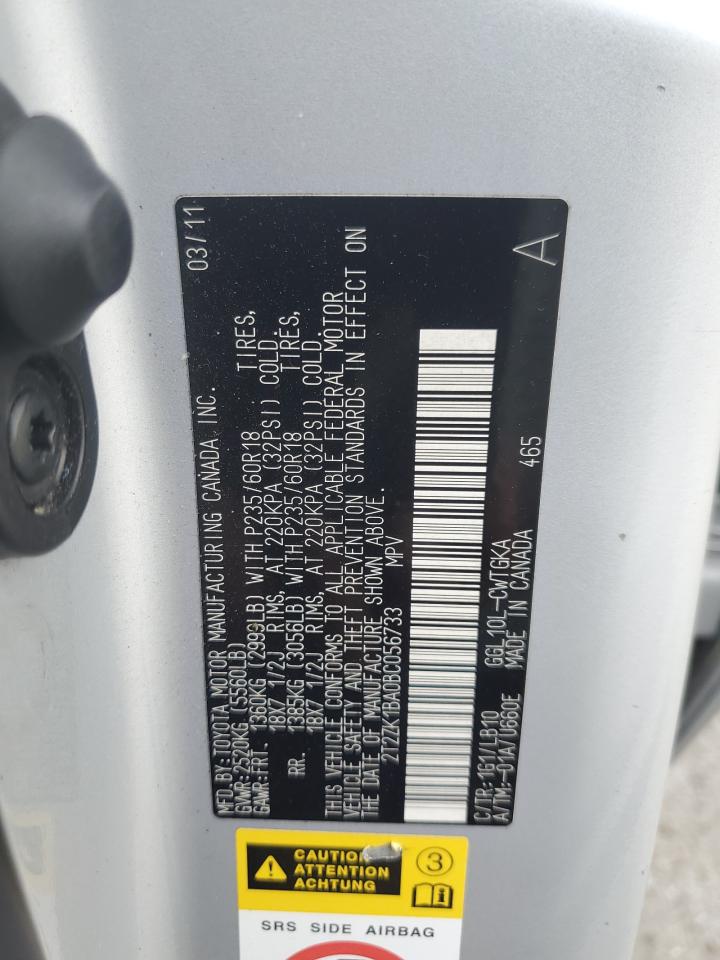 MFD.BY:TOYOTA MOTOR MANUFACTURING CANADA INC. 03/11
GVWR:2520KG (5560LB)
GAWR:FRT. 1360KG (2999LB) WITH P235/60R18 TIRES,
18X7 1/2J RIMS, AT 220KPA (32PSI) COLD.
RR. 1385KG (3056LB) WITH P235/60R18 TIRES,
18X7 1/2J RIMS, AT 220KPA (32PSI) COLD.
THIS VEHICLE CONFORMS TO ALL APPLICABLE FEDERAL MOTOR
VEHICLE SAFETY AND THEFT PREVENTION STANDARDS IN EFFECT ON
THE DATE OF MANUFACTURE SHOWN ABOVE.
2T2ZK1BA0BC056733 MPV
C/TR:1G1/LB10 GGL10L-CWTGKA 465 A
A/TM:-01A/U660E MADE IN CANADA
CAUTION
ATTENTION
ACHTUNG
3
i
SRS SIDE AIRBAG